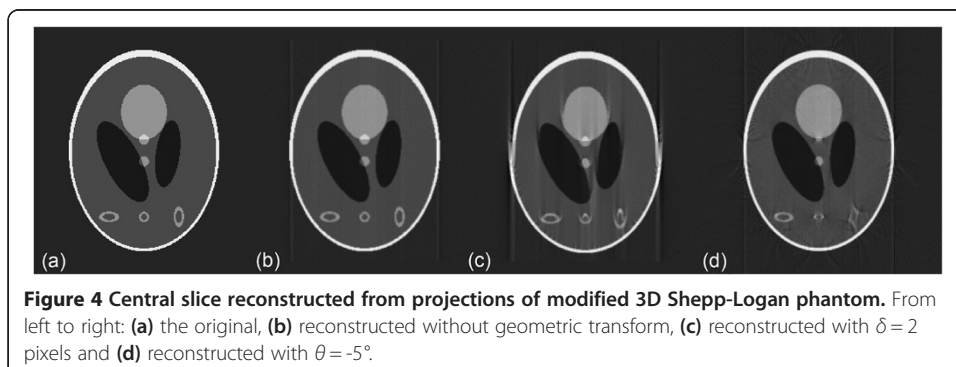 (a) (b) (c) (d)
Figure 4 Central slice reconstructed from projections of modified 3D Shepp-Logan phantom. From
left to right: (a) the original, (b) reconstructed without geometric transform, (c) reconstructed with δ = 2
pixels and (d) reconstructed with θ = -5°.